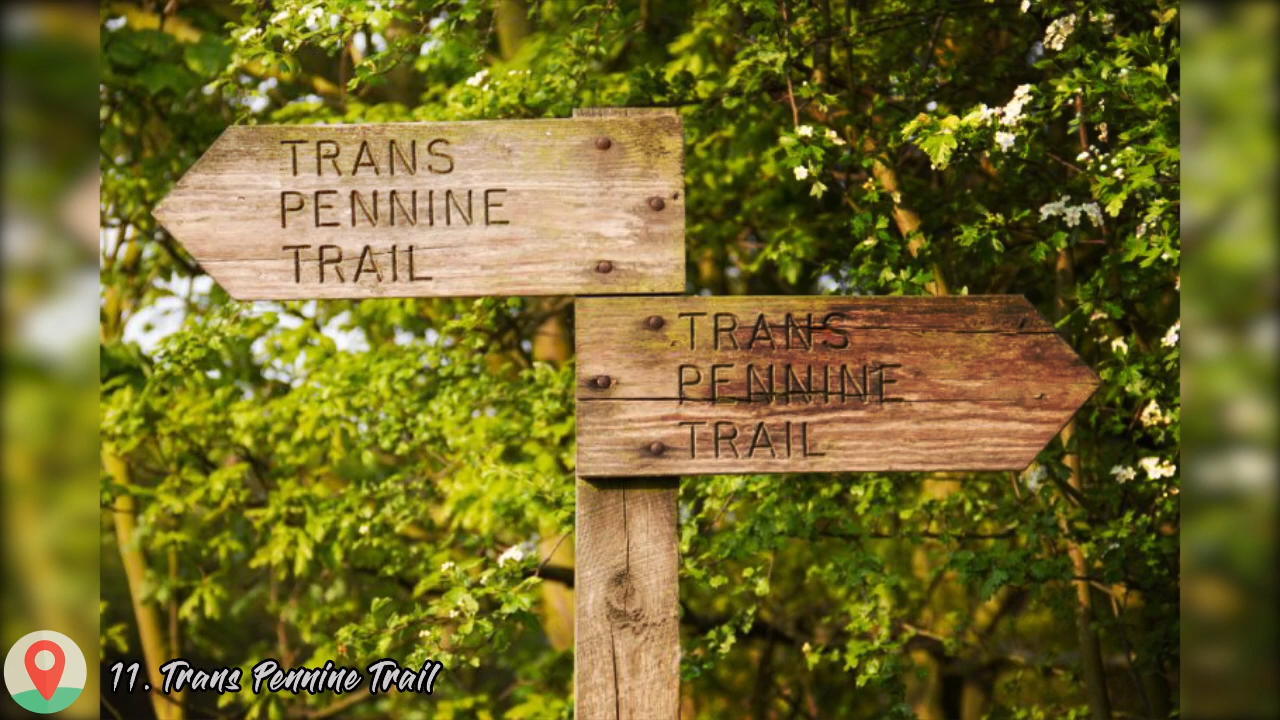 TRANS
PENNINE
TRAIL
TRANS
PENNINE
TRAIL
11. Trans Pennine Trail